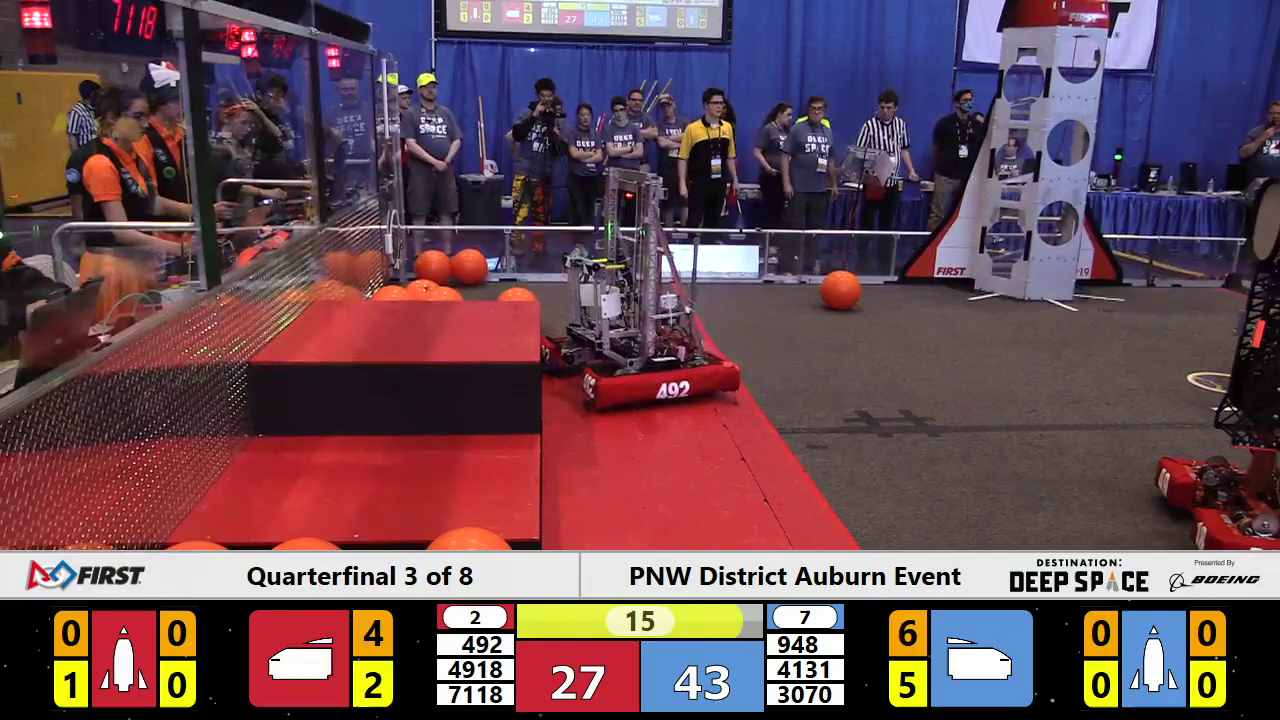 7118
27
FIRST
DEEP
SPACE
FIRST
492
FIRST
Quarterfinal 3 of 8
PNW District Auburn Event
DESTINATION:
DEEP SPACE
Presented By
BOEING
0 0
1 0
4
2
2
492
4918
7118
15
27 43
7
948
4131
3070
6
5
0 0
0 0